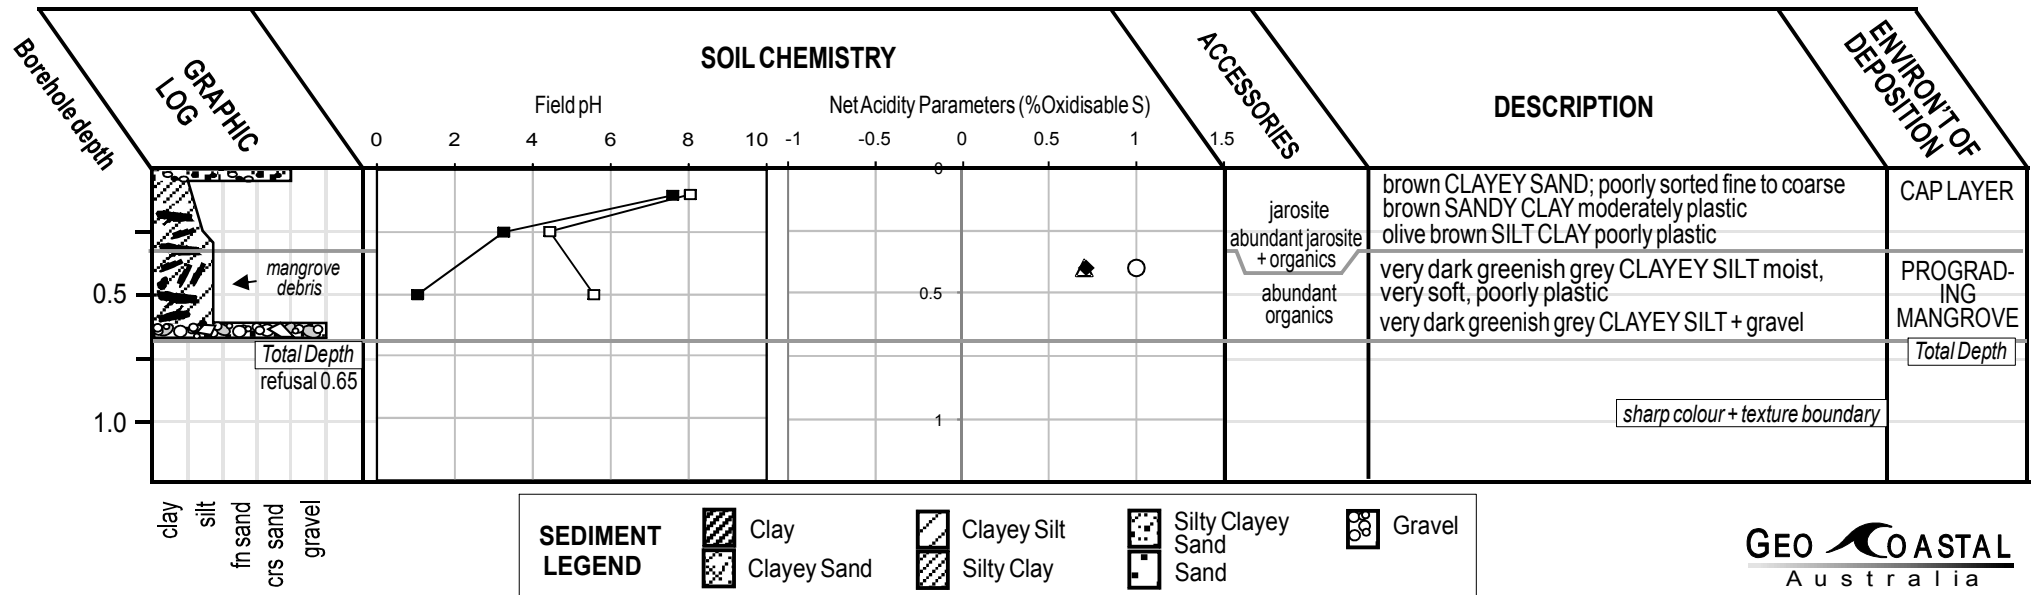 Borehole depth
GRAPHIC
LOG
SOIL CHEMISTRY
Field pH
0 2 4 6 8 10
Net Acidity Parameters (%Oxidisable S)
-1 -0.5 0 0.5 1 1.5
ACCESSORIES
DESCRIPTION
ENVIRON'T OF
DEPOSITION
0
0.5
1
0.5
1.0
mangrove
debris
Total Depth
refusal 0.65
jarosite
abundant jarosite
+ organics
abundant
organics
brown CLAYEY SAND; poorly sorted fine to coarse
brown SANDY CLAY moderately plastic
olive brown SILT CLAY poorly plastic
very dark greenish grey CLAYEY SILT moist,
very soft, poorly plastic
very dark greenish grey CLAYEY SILT + gravel
sharp colour + texture boundary
CAP LAYER
PROGRAD-
ING
MANGROVE
Total Depth
clay
silt
fn sand
crs sand
gravel
SEDIMENT
LEGEND
Clay
Clayey Sand
Clayey Silt
Silty Clay
Silty Clayey
Sand
Sand
Gravel
GEO COASTAL
Australia